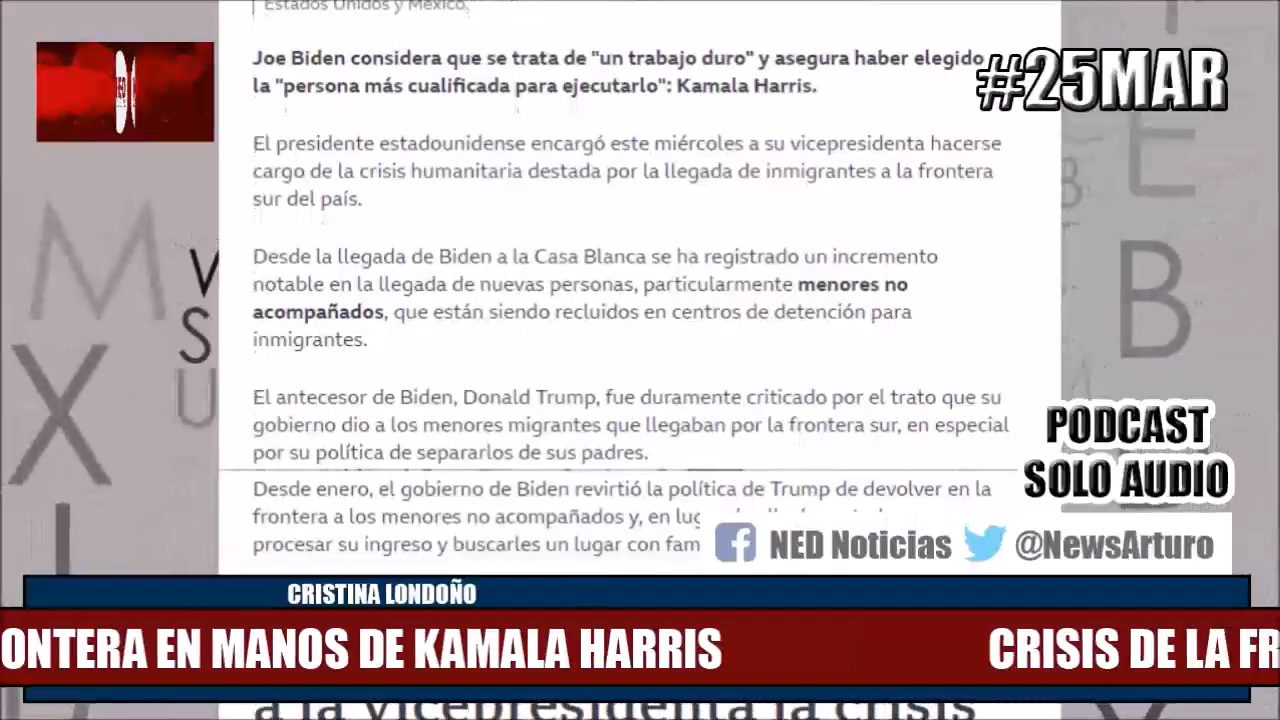 Estados Unidos y México.
Joe Biden considera que se trata de "un trabajo duro" y asegura haber elegido
la "persona más cualificada para ejecutarlo": Kamala Harris.
#25MAR
El presidente estadounidense encargó este miércoles a su vicepresidenta hacerse
cargo de la crisis humanitaria destada por la llegada de inmigrantes a la frontera
sur del país.
Desde la llegada de Biden a la Casa Blanca se ha registrado un incremento
notable en la llegada de nuevas personas, particularmente menores no
acompañados, que están siendo recluidos en centros de detención para
inmigrantes.
El antecesor de Biden, Donald Trump, fue duramente criticado por el trato que su
gobierno dio a los menores migrantes que llegaban por la frontera sur, en especial
por su política de separarlos de sus padres.
PODCAST
SOLO AUDIO
Desde enero, el gobierno de Biden revirtió la política de Trump de devolver en la
frontera a los menores no acompañados y, en
procesar su ingreso y buscarles un lugar con
NED Noticias @NewsArturo
CRISTINA LONDOÑO
ONTERA EN MANOS DE KAMALA HARRIS CRISIS DE LA FR
a la vicepresidenta la crisis